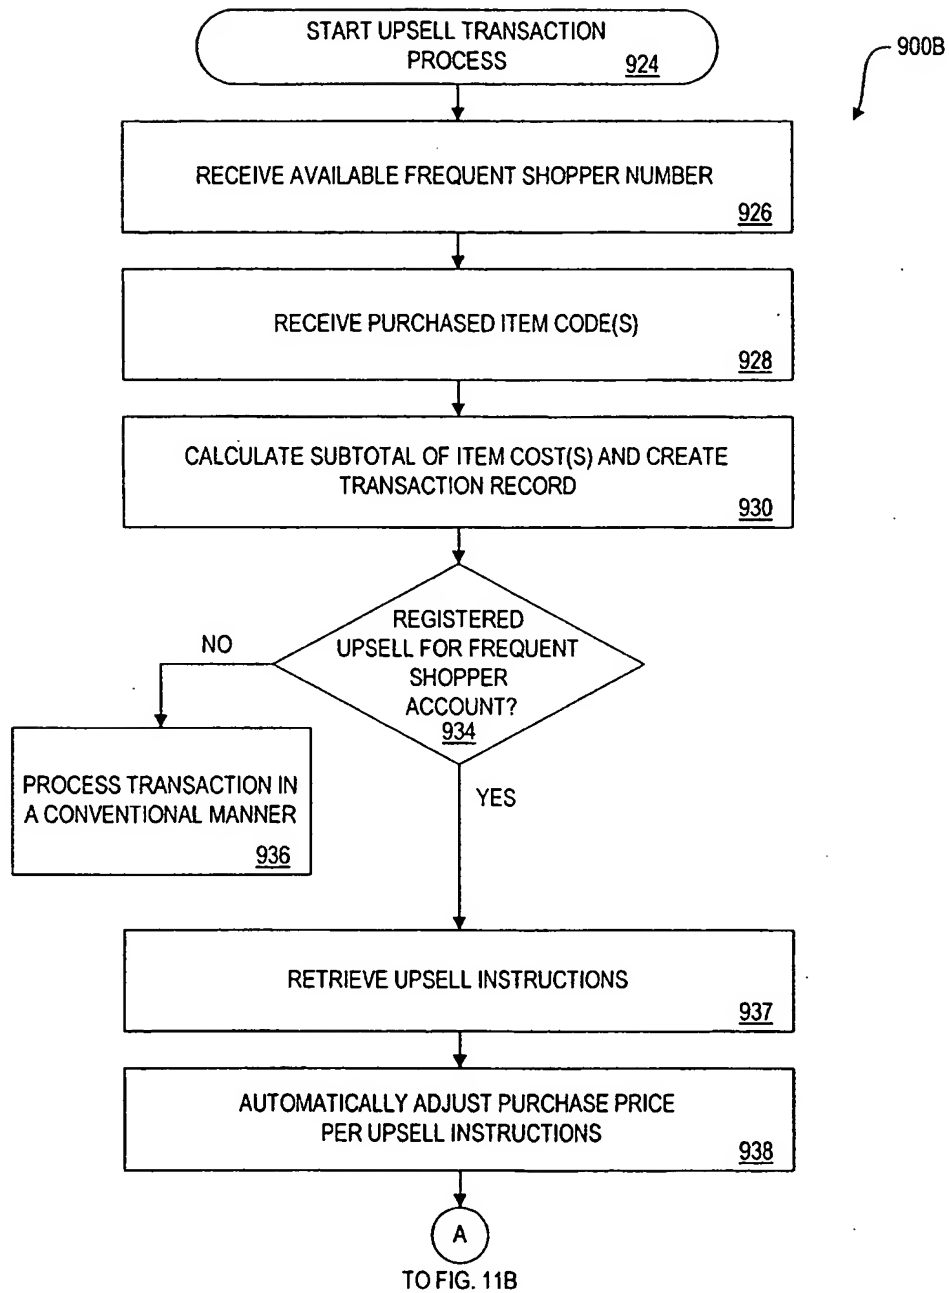 START UPSELL TRANSACTION
PROCESS
924
900B
RECEIVE AVAILABLE FREQUENT SHOPPER NUMBER
926
RECEIVE PURCHASED ITEM CODE(S)
928
CALCULATE SUBTOTAL OF ITEM COST(S) AND CREATE
TRANSACTION RECORD
930
REGISTERED
UPSELL FOR FREQUENT
SHOPPER
ACCOUNT?
934
NO
PROCESS TRANSACTION IN
A CONVENTIONAL MANNER
936
YES
RETRIEVE UPSELL INSTRUCTIONS
937
AUTOMATICALLY ADJUST PURCHASE PRICE
PER UPSELL INSTRUCTIONS
938
A
TO FIG. 11B